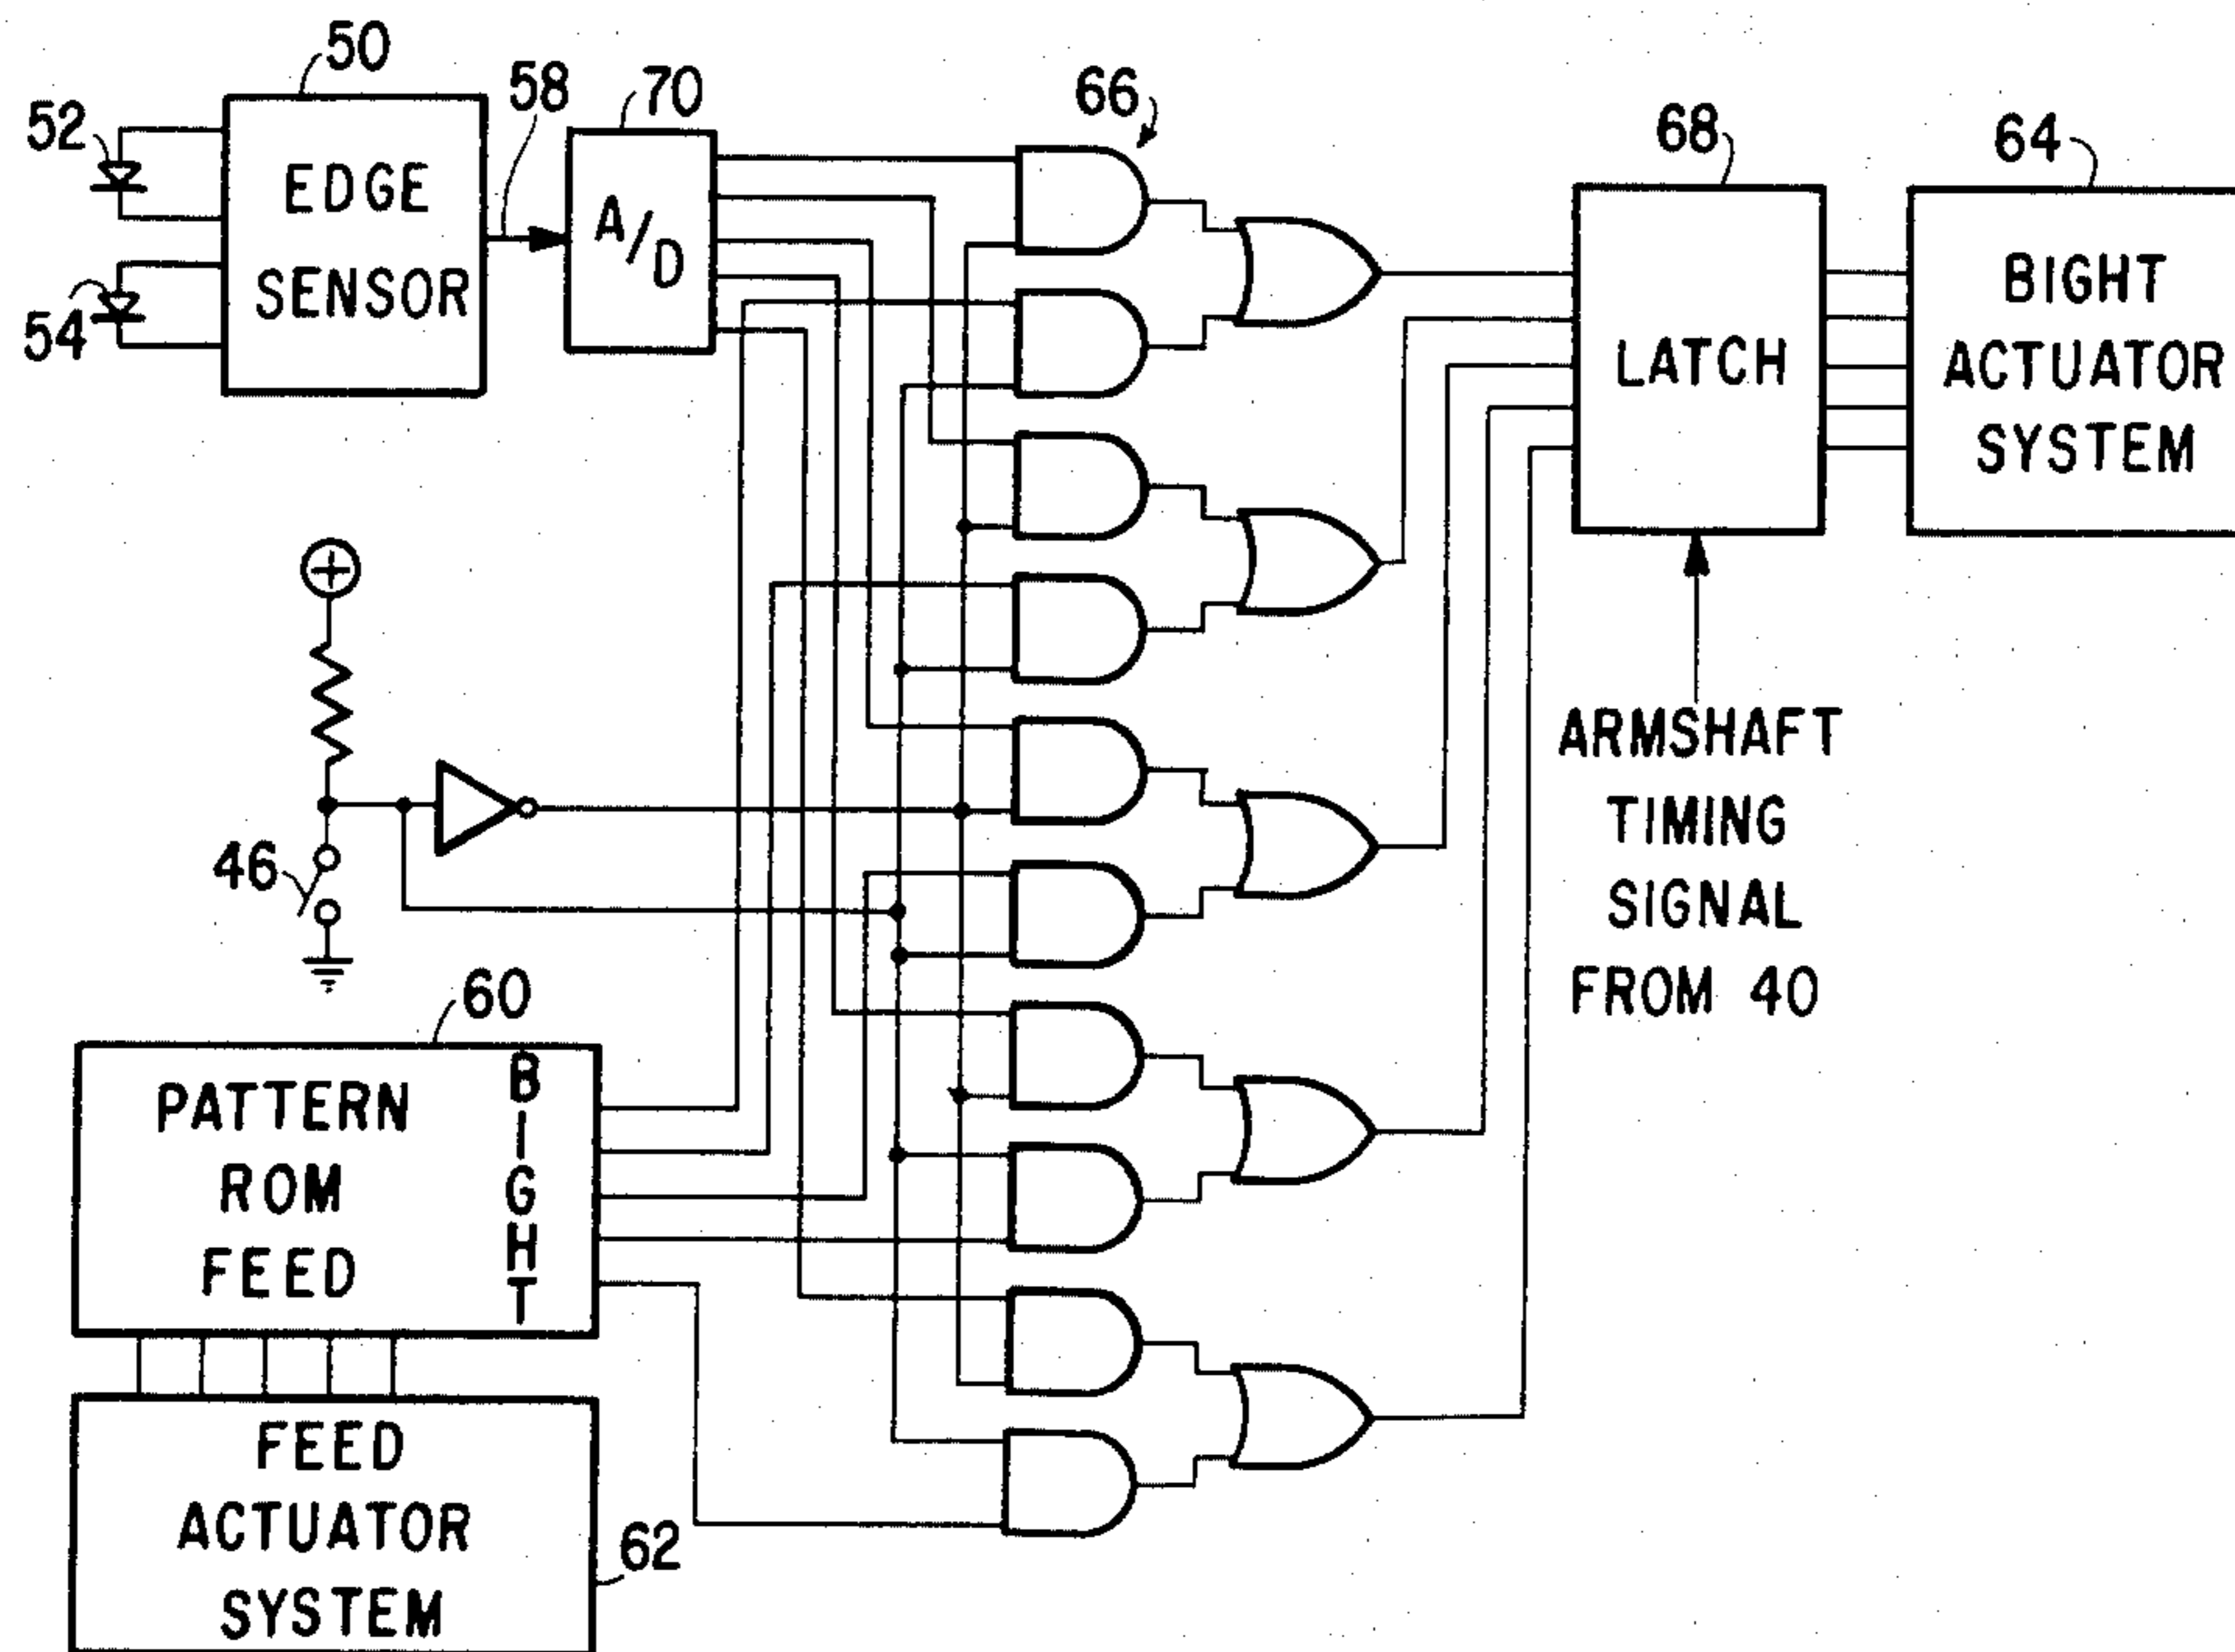 50
52
54
EDGE
SENSOR
58
70
A/D
66
68
LATCH
64
BIGHT
ACTUATOR
SYSTEM
ARMSHAFT
TIMING
SIGNAL
FROM 40
46
60
PATTERN
ROM
FEED
BIGHT
FEED
ACTUATOR
SYSTEM
62